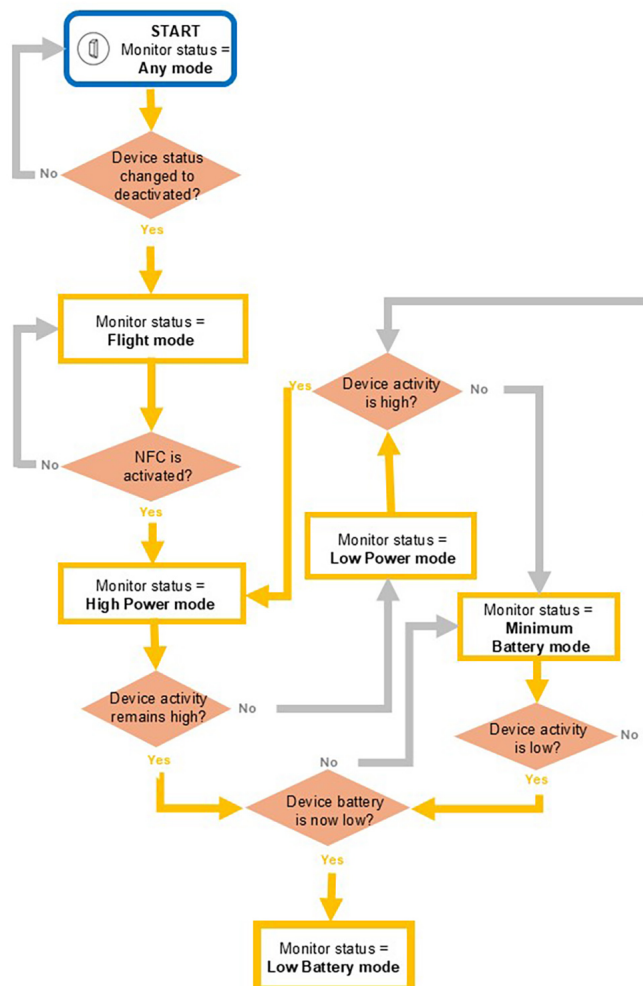 START
Monitor status =
Any mode
Device status
changed to
deactivated?
No
Yes
Monitor status =
Flight mode
Yes
Device activity
is high?
No
NFC is
activated?
No
Yes
Monitor status =
Low Power mode
Monitor status =
High Power mode
Monitor status =
Minimum
Battery mode
Device activity
remains high?
No
Yes
Device activity
is low?
No
Yes
No
Device battery
is now low?
Yes
Monitor status =
Low Battery mode